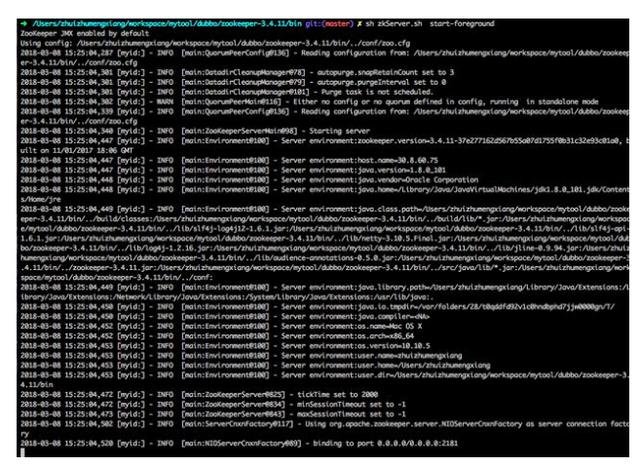 ➜  /Users/zhuizhumengxiang/workspace/mytool/dubbo/zookeeper-3.4.11/bin git:(master) ✗ sh zkServer.sh  start-foreground
ZooKeeper JMX enabled by default
Using config: /Users/zhuizhumengxiang/workspace/mytool/dubbo/zookeeper-3.4.11/bin/../conf/zoo.cfg
2018-03-08 15:25:04,287 [myid:] - INFO  [main:QuorumPeerConfig@136] - Reading configuration from: /Users/zhuizhumengxiang/workspace/mytool/dubbo/zookeep
er-3.4.11/bin/../conf/zoo.cfg
2018-03-08 15:25:04,301 [myid:] - INFO  [main:DatadirCleanupManager@78] - autopurge.snapRetainCount set to 3
2018-03-08 15:25:04,301 [myid:] - INFO  [main:DatadirCleanupManager@79] - autopurge.purgeInterval set to 0
2018-03-08 15:25:04,301 [myid:] - INFO  [main:DatadirCleanupManager@101] - Purge task is not scheduled.
2018-03-08 15:25:04,302 [myid:] - WARN  [main:QuorumPeerMain@116] - Either no config or no quorum defined in config, running  in standalone mode
2018-03-08 15:25:04,339 [myid:] - INFO  [main:QuorumPeerConfig@136] - Reading configuration from: /Users/zhuizhumengxiang/workspace/mytool/dubbo/zookeep
er-3.4.11/bin/../conf/zoo.cfg
2018-03-08 15:25:04,340 [myid:] - INFO  [main:ZooKeeperServerMain@98] - Starting server
2018-03-08 15:25:04,447 [myid:] - INFO  [main:Environment@100] - Server environment:zookeeper.version=3.4.11-37e277162d567b55a07d1755f0b31c32e93c01a0, b
uilt on 11/01/2017 18:06 GMT
2018-03-08 15:25:04,447 [myid:] - INFO  [main:Environment@100] - Server environment:host.name=30.8.60.75
2018-03-08 15:25:04,447 [myid:] - INFO  [main:Environment@100] - Server environment:java.version=1.8.0_101
2018-03-08 15:25:04,448 [myid:] - INFO  [main:Environment@100] - Server environment:java.vendor=Oracle Corporation
2018-03-08 15:25:04,448 [myid:] - INFO  [main:Environment@100] - Server environment:java.home=/Library/Java/JavaVirtualMachines/jdk1.8.0_101.jdk/Content
s/Home/jre
2018-03-08 15:25:04,449 [myid:] - INFO  [main:Environment@100] - Server environment:java.class.path=/Users/zhuizhumengxiang/workspace/mytool/dubbo/zooke
eper-3.4.11/bin/../build/classes:/Users/zhuizhumengxiang/workspace/mytool/dubbo/zookeeper-3.4.11/bin/../build/lib/*.jar:/Users/zhuizhumengxiang/workspac
e/mytool/dubbo/zookeeper-3.4.11/bin/../lib/slf4j-log4j12-1.6.1.jar:/Users/zhuizhumengxiang/workspace/mytool/dubbo/zookeeper-3.4.11/bin/../lib/slf4j-api-
1.6.1.jar:/Users/zhuizhumengxiang/workspace/mytool/dubbo/zookeeper-3.4.11/bin/../lib/netty-3.10.5.Final.jar:/Users/zhuizhumengxiang/workspace/mytool/dub
bo/zookeeper-3.4.11/bin/../lib/log4j-1.2.16.jar:/Users/zhuizhumengxiang/workspace/mytool/dubbo/zookeeper-3.4.11/bin/../lib/jline-0.9.94.jar:/Users/zhuiz
humengxiang/workspace/mytool/dubbo/zookeeper-3.4.11/bin/../lib/audience-annotations-0.5.0.jar:/Users/zhuizhumengxiang/workspace/mytool/dubbo/zookeeper-3
.4.11/bin/../zookeeper-3.4.11.jar:/Users/zhuizhumengxiang/workspace/mytool/dubbo/zookeeper-3.4.11/bin/../src/java/lib/*.jar:/Users/zhuizhumengxiang/work
space/mytool/dubbo/zookeeper-3.4.11/bin/../conf:
2018-03-08 15:25:04,449 [myid:] - INFO  [main:Environment@100] - Server environment:java.library.path=/Users/zhuizhumengxiang/Library/Java/Extensions:/L
ibrary/Java/Extensions:/Network/Library/Java/Extensions:/System/Library/Java/Extensions:/usr/lib/java:.
2018-03-08 15:25:04,450 [myid:] - INFO  [main:Environment@100] - Server environment:java.io.tmpdir=/var/folders/28/t0qddfd92v1c0hndbphd7jjw0000gn/T/
2018-03-08 15:25:04,450 [myid:] - INFO  [main:Environment@100] - Server environment:java.compiler=<NA>
2018-03-08 15:25:04,452 [myid:] - INFO  [main:Environment@100] - Server environment:os.name=Mac OS X
2018-03-08 15:25:04,452 [myid:] - INFO  [main:Environment@100] - Server environment:os.arch=x86_64
2018-03-08 15:25:04,453 [myid:] - INFO  [main:Environment@100] - Server environment:os.version=10.10.5
2018-03-08 15:25:04,453 [myid:] - INFO  [main:Environment@100] - Server environment:user.name=zhuizhumengxiang
2018-03-08 15:25:04,453 [myid:] - INFO  [main:Environment@100] - Server environment:user.home=/Users/zhuizhumengxiang
2018-03-08 15:25:04,453 [myid:] - INFO  [main:Environment@100] - Server environment:user.dir=/Users/zhuizhumengxiang/workspace/mytool/dubbo/zookeeper-3.
4.11/bin
2018-03-08 15:25:04,472 [myid:] - INFO  [main:ZooKeeperServer@825] - tickTime set to 2000
2018-03-08 15:25:04,472 [myid:] - INFO  [main:ZooKeeperServer@834] - minSessionTimeout set to -1
2018-03-08 15:25:04,473 [myid:] - INFO  [main:ZooKeeperServer@843] - maxSessionTimeout set to -1
2018-03-08 15:25:04,502 [myid:] - INFO  [main:ServerCnxnFactory@117] - Using org.apache.zookeeper.server.NIOServerCnxnFactory as server connection facto
ry
2018-03-08 15:25:04,520 [myid:] - INFO  [main:NIOServerCnxnFactory@89] - binding to port 0.0.0.0/0.0.0.0:2181